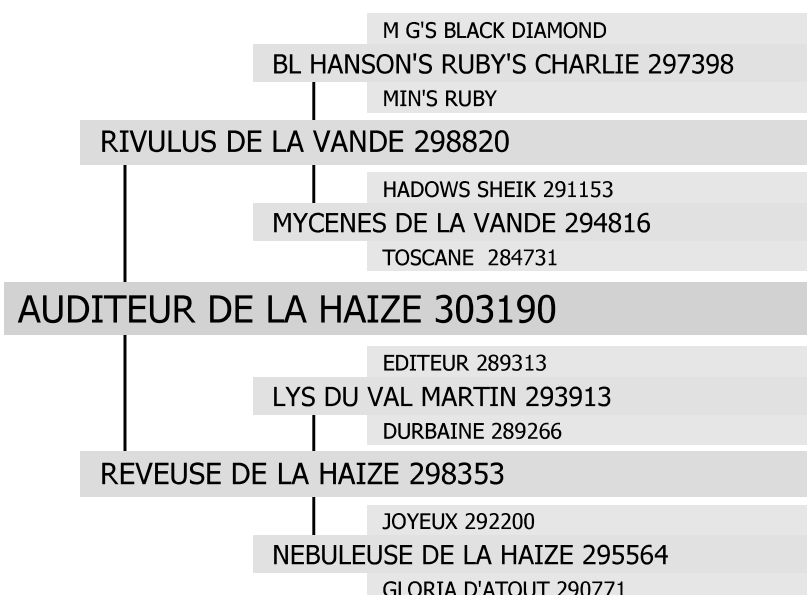 M G'S BLACK DIAMOND
BL HANSON'S RUBY'S CHARLIE 297398
MIN'S RUBY
RIVULUS DE LA VANDE 298820
HADOWS SHEIK 291153
MYCENES DE LA VANDE 294816
TOSCANE 284731
AUDITEUR DE LA HAIZE 303190
EDITEUR 289313
LYS DU VAL MARTIN 293913
DURBAINE 289266
REVEUSE DE LA HAIZE 298353
JOYEUX 292200
NEBULEUSE DE LA HAIZE 295564
GLORIA D'ATOUT 290771